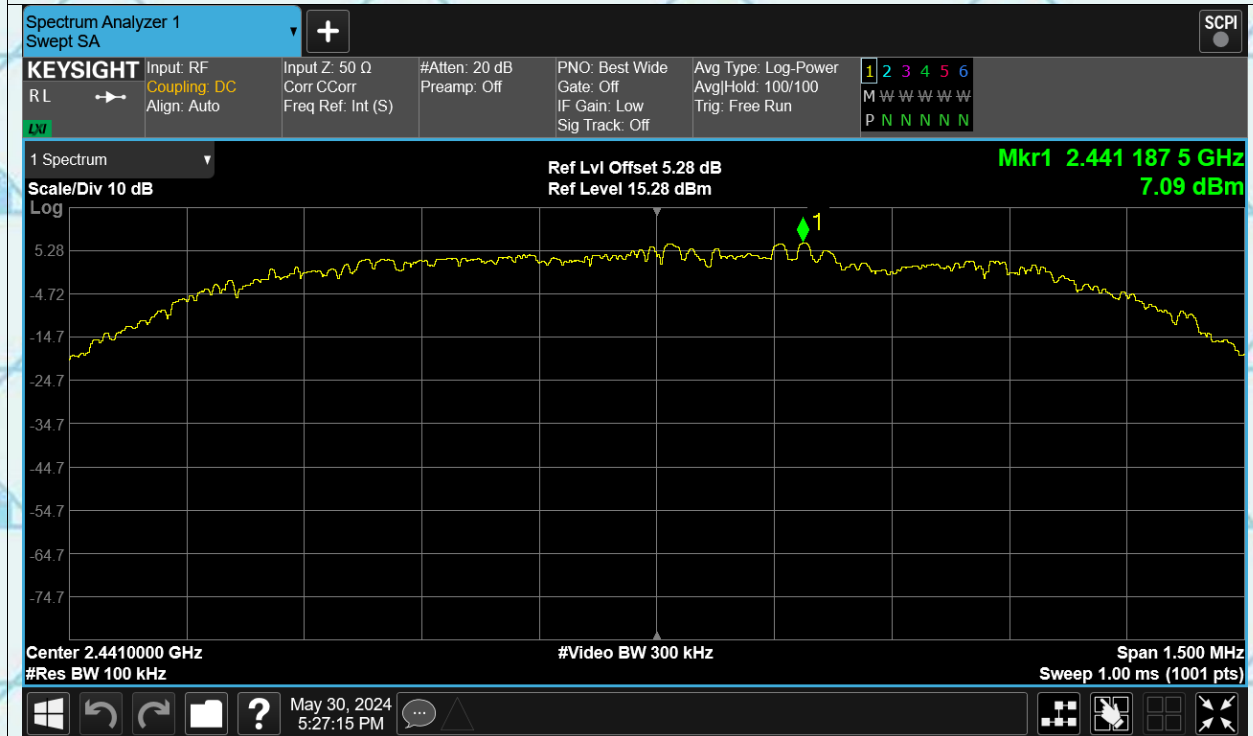 Spectrum Analyzer 1
Swept SA
+
SCPI
KEYSIGHT
RL
LXI
Input: RF
Coupling: DC
Align: Auto
Input Z: 50 Ω
Corr CCorr
Freq Ref: Int (S)
#Atten: 20 dB
Preamp: Off
PNO: Best Wide
Gate: Off
IF Gain: Low
Sig Track: Off
Avg Type: Log-Power
Avg|Hold: 100/100
Trig: Free Run
1 2 3 4 5 6
M W W W W W
P N N N N N
1 Spectrum
Scale/Div 10 dB
Ref Lvl Offset 5.28 dB
Ref Level 15.28 dBm
Mkr1 2.441 187 5 GHz
7.09 dBm
Log
1
5.28
-4.72
-14.7
-24.7
-34.7
-44.7
-54.7
-64.7
-74.7
Center 2.4410000 GHz
#Res BW 100 kHz
#Video BW 300 kHz
Span 1.500 MHz
Sweep 1.00 ms (1001 pts)
?
May 30, 2024
5:27:15 PM